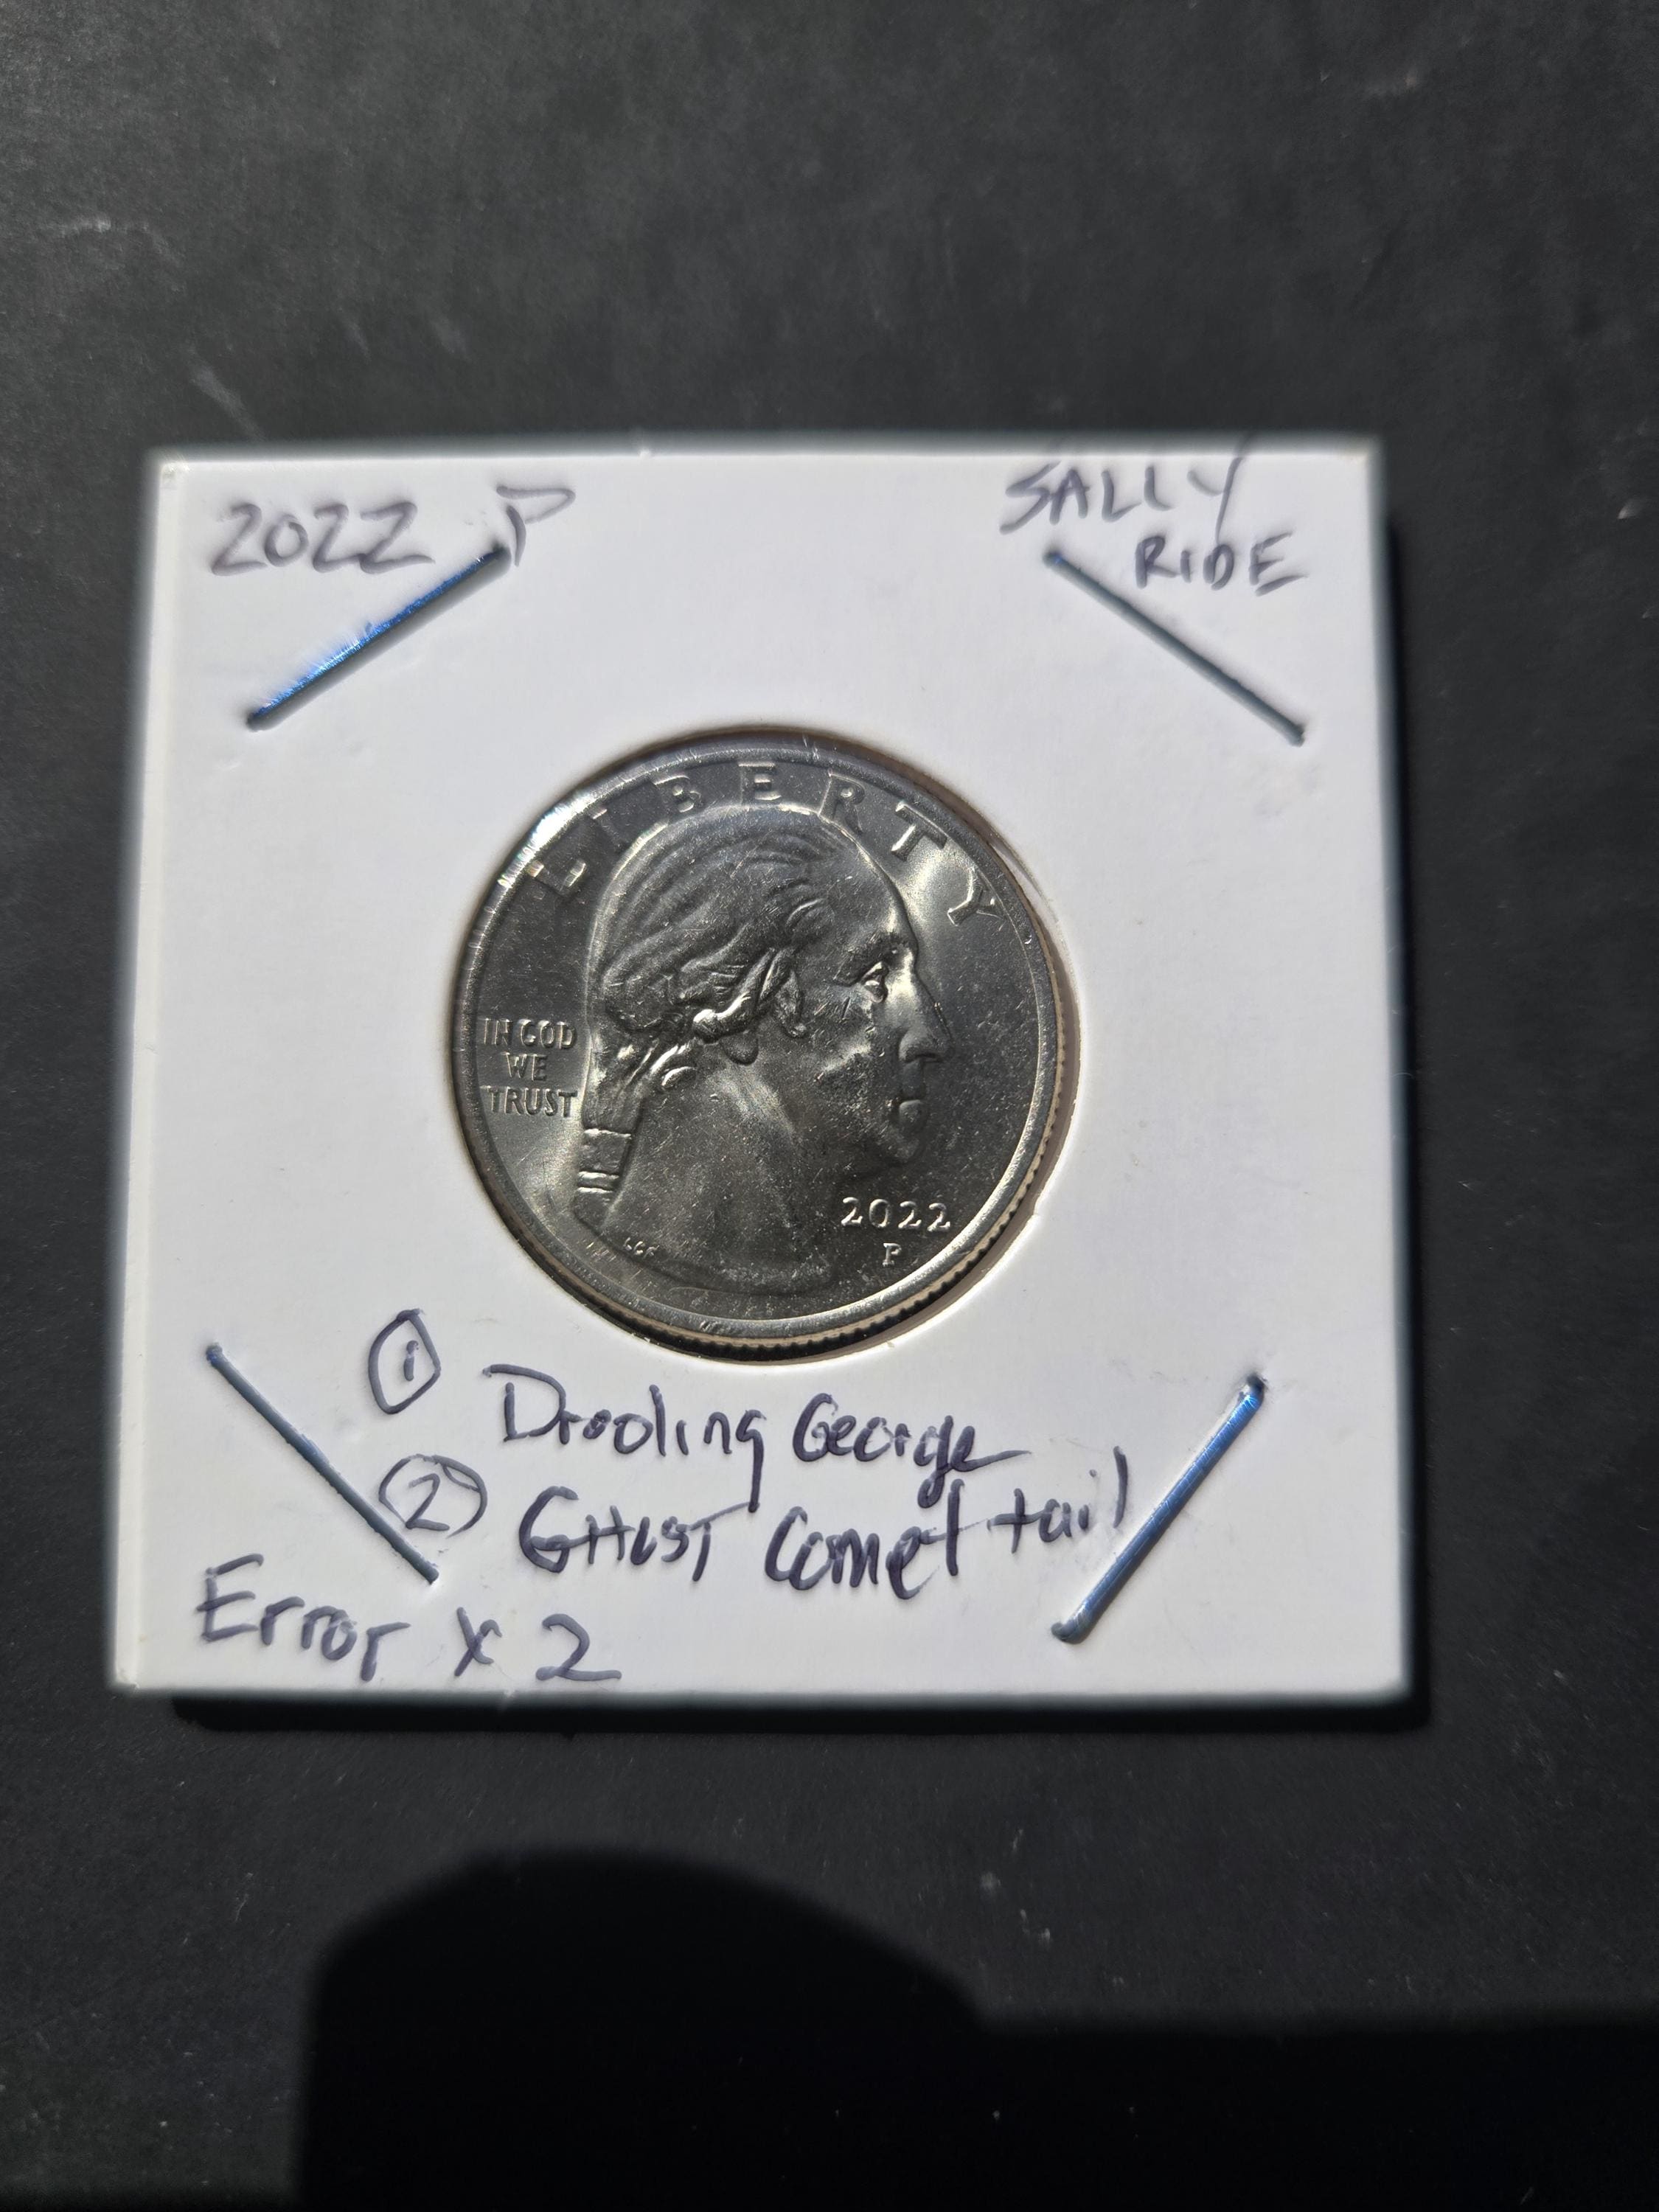 2022 P
SALLY
RIDE
LIBERTY
IN GOD
WE
TRUST
2022
P
① Drooling George
② GHOST Comet tail
Error x 2